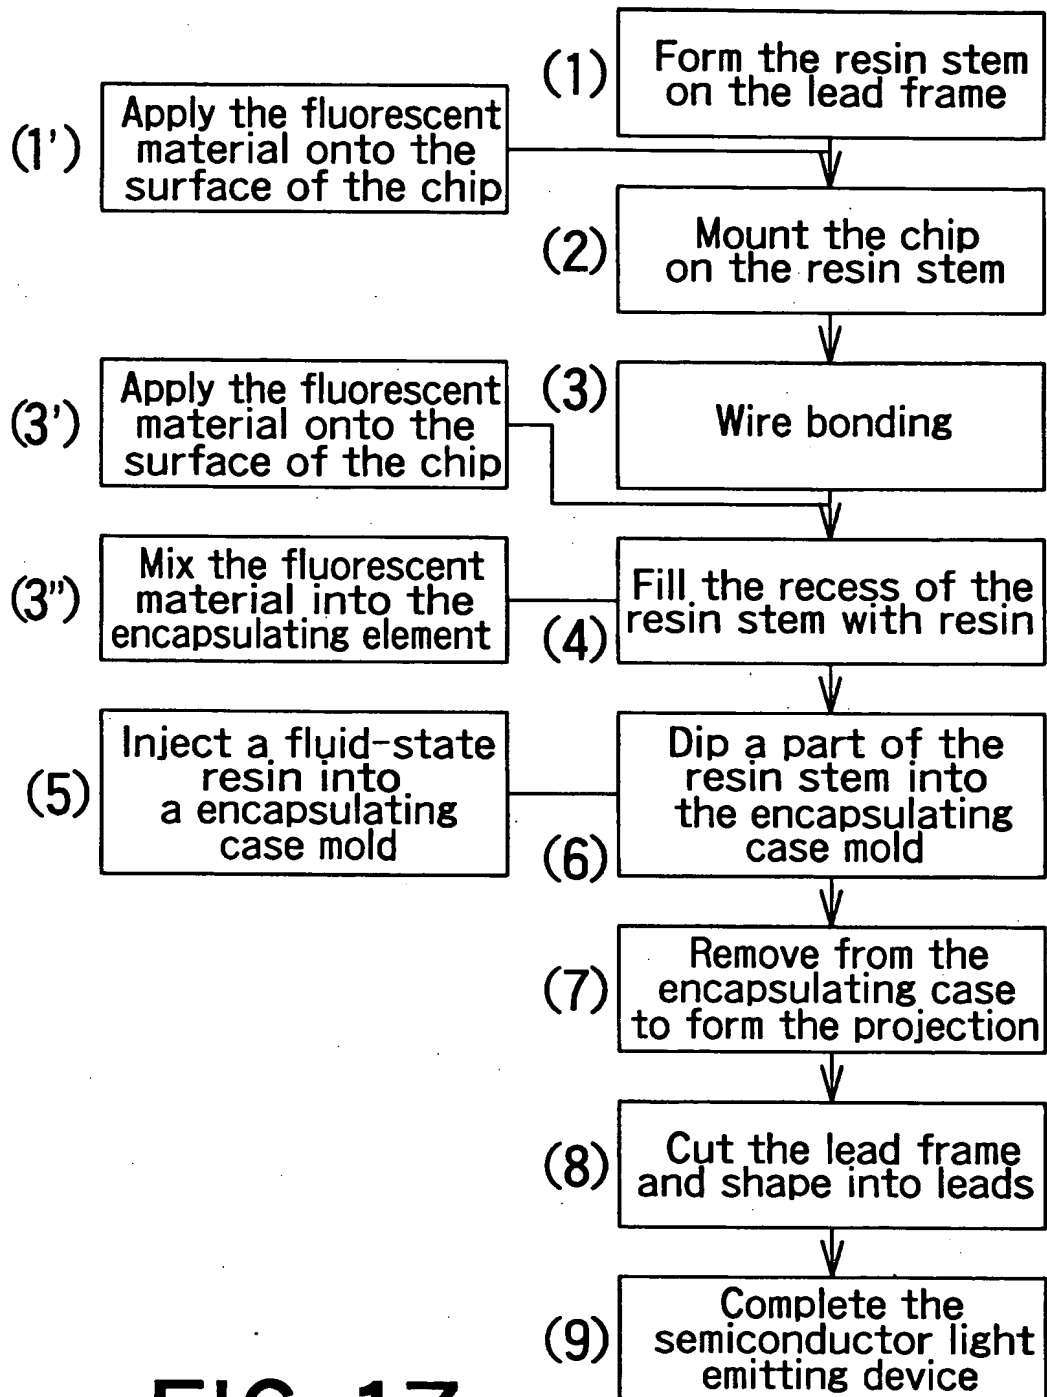 (1)
Form the resin stem
on the lead frame
(1')
Apply the fluorescent
material onto the
surface of the chip
(2)
Mount the chip
on the resin stem
(3)
Wire bonding
(3')
Apply the fluorescent
material onto the
surface of the chip
(3")
Mix the fluorescent
material into the
encapsulating element
(4)
Fill the recess of the
resin stem with resin
(5)
Inject a fluid-state
resin into
a encapsulating
case mold
(6)
Dip a part of the
resin stem into
the encapsulating
case mold
(7)
Remove from the
encapsulating case
to form the projection
(8)
Cut the lead frame
and shape into leads
(9)
Complete the
semiconductor light
emitting device
FIG. 17